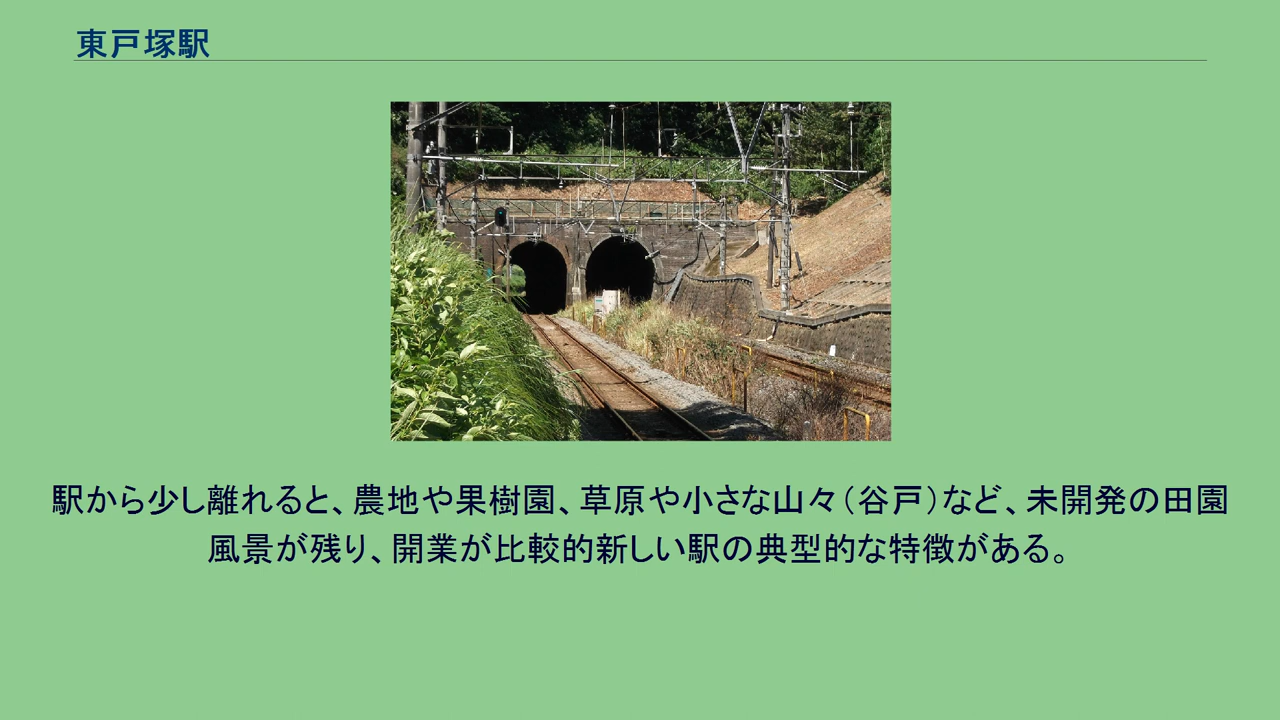 東戸塚駅
駅から少し離れると、農地や果樹園、草原や小さな山々（谷戸）など、未開発の田園
風景が残り、開業が比較的新しい駅の典型的な特徴がある。